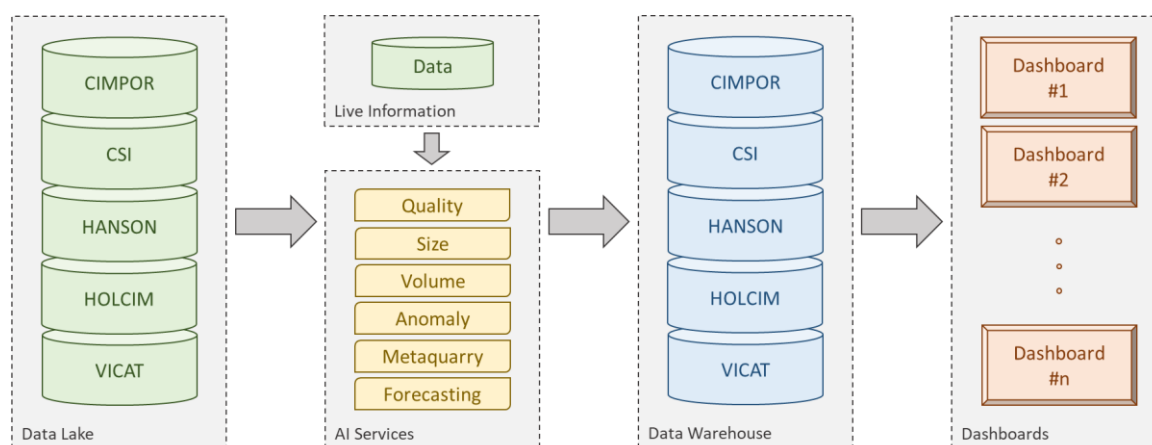 CIMPOR
CSI
HANSON
HOLCIM
VICAT
Data Lake
Data
Live Information
Quality
Size
Volume
Anomaly
Metaquarry
Forecasting
AI Services
CIMPOR
CSI
HANSON
HOLCIM
VICAT
Data Warehouse
Dashboard
#1
Dashboard
#2
Dashboard
#n
Dashboards